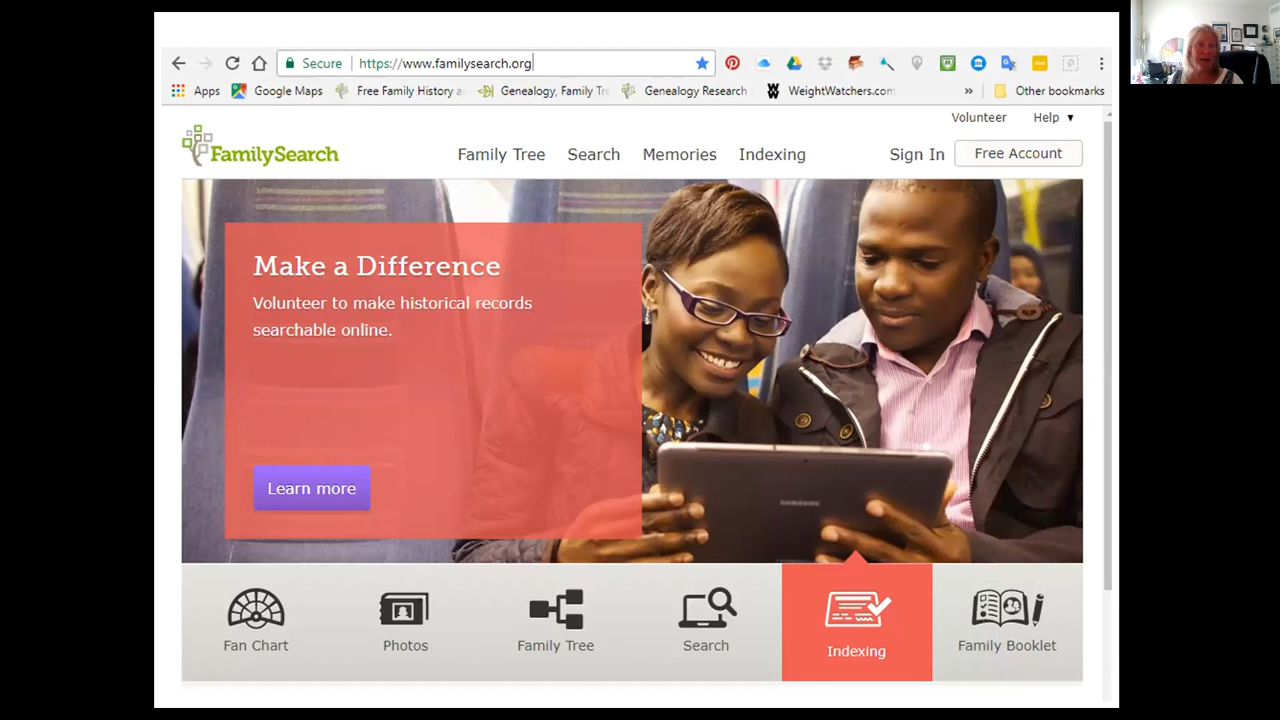 Secure https://www.familysearch.org
Apps Google Maps Free Family History a Genealogy, Family Tre Genealogy Research WeightWatchers.com » Other bookmarks
Volunteer Help ▼
FamilySearch Family Tree Search Memories Indexing Sign In Free Account
Make a Difference
Volunteer to make historical records
searchable online.
Learn more
SAMSUNG
Fan Chart Photos Family Tree Search Indexing Family Booklet